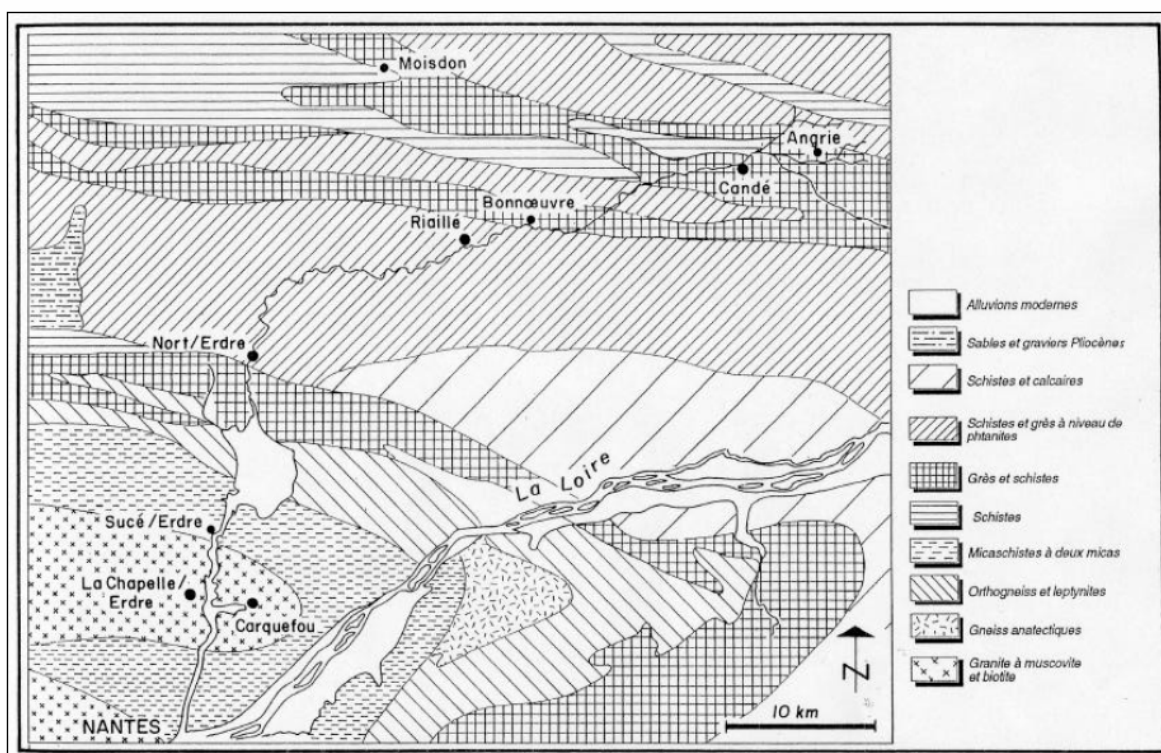 Moisdon
Angrie
Candé
Bonnœuvre
Riaillé
Nort/Erdre
La Loire
Sucé/Erdre
La Chapelle/
Erdre
Carquefou
NANTES
N
10 km
Alluvions modernes
Sables et graviers Pliocènes
Schistes et calcaires
Schistes et grès à niveau de
phtanites
Grès et schistes
Schistes
Micaschistes à deux micas
Orthogneiss et leptynites
Gneiss anatectiques
Granite à muscovite
et biotite